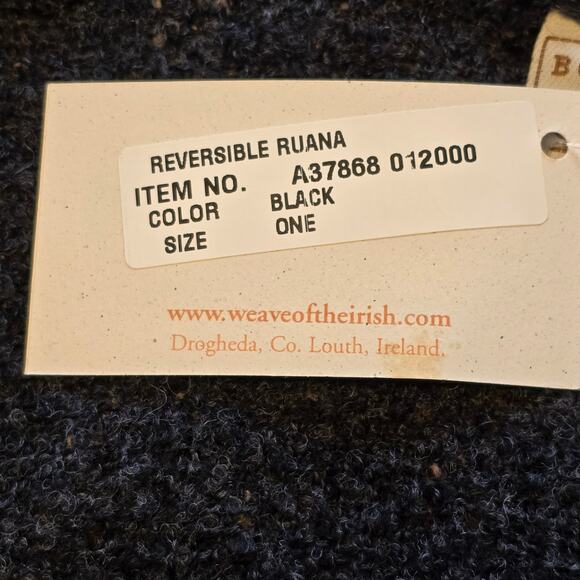 REVERSIBLE RUANA
ITEM NO. A37868 012000
COLOR BLACK
SIZE ONE
www.weaveoftheirish.com
Drogheda, Co. Louth, Ireland.